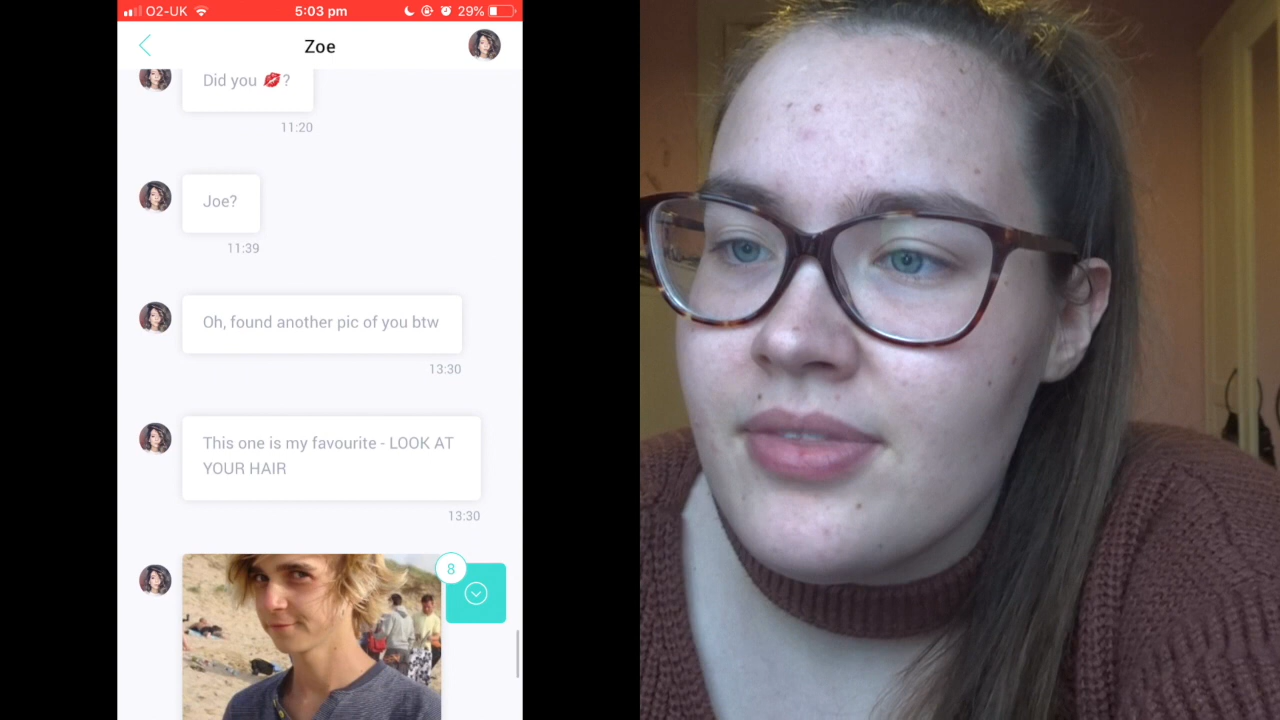 O2-UK
5:03 pm
29%
Zoe
Did you 💋?
11:20
Joe?
11:39
Oh, found another pic of you btw
13:30
This one is my favourite - LOOK AT
YOUR HAIR
13:30
8